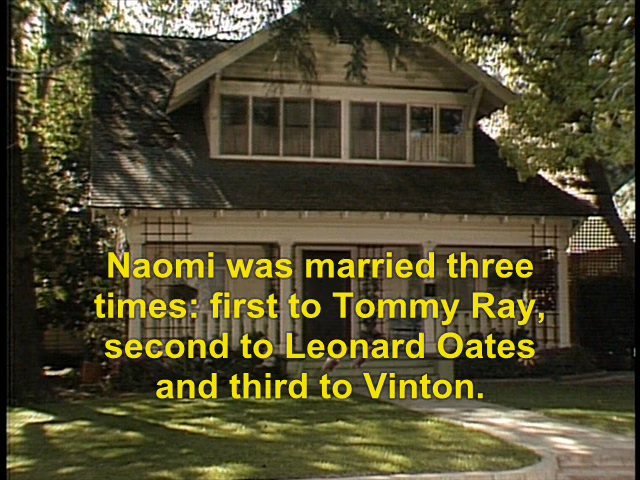 Naomi was married three
times: first to Tommy Ray,
second to Leonard Oates
and third to Vinton.